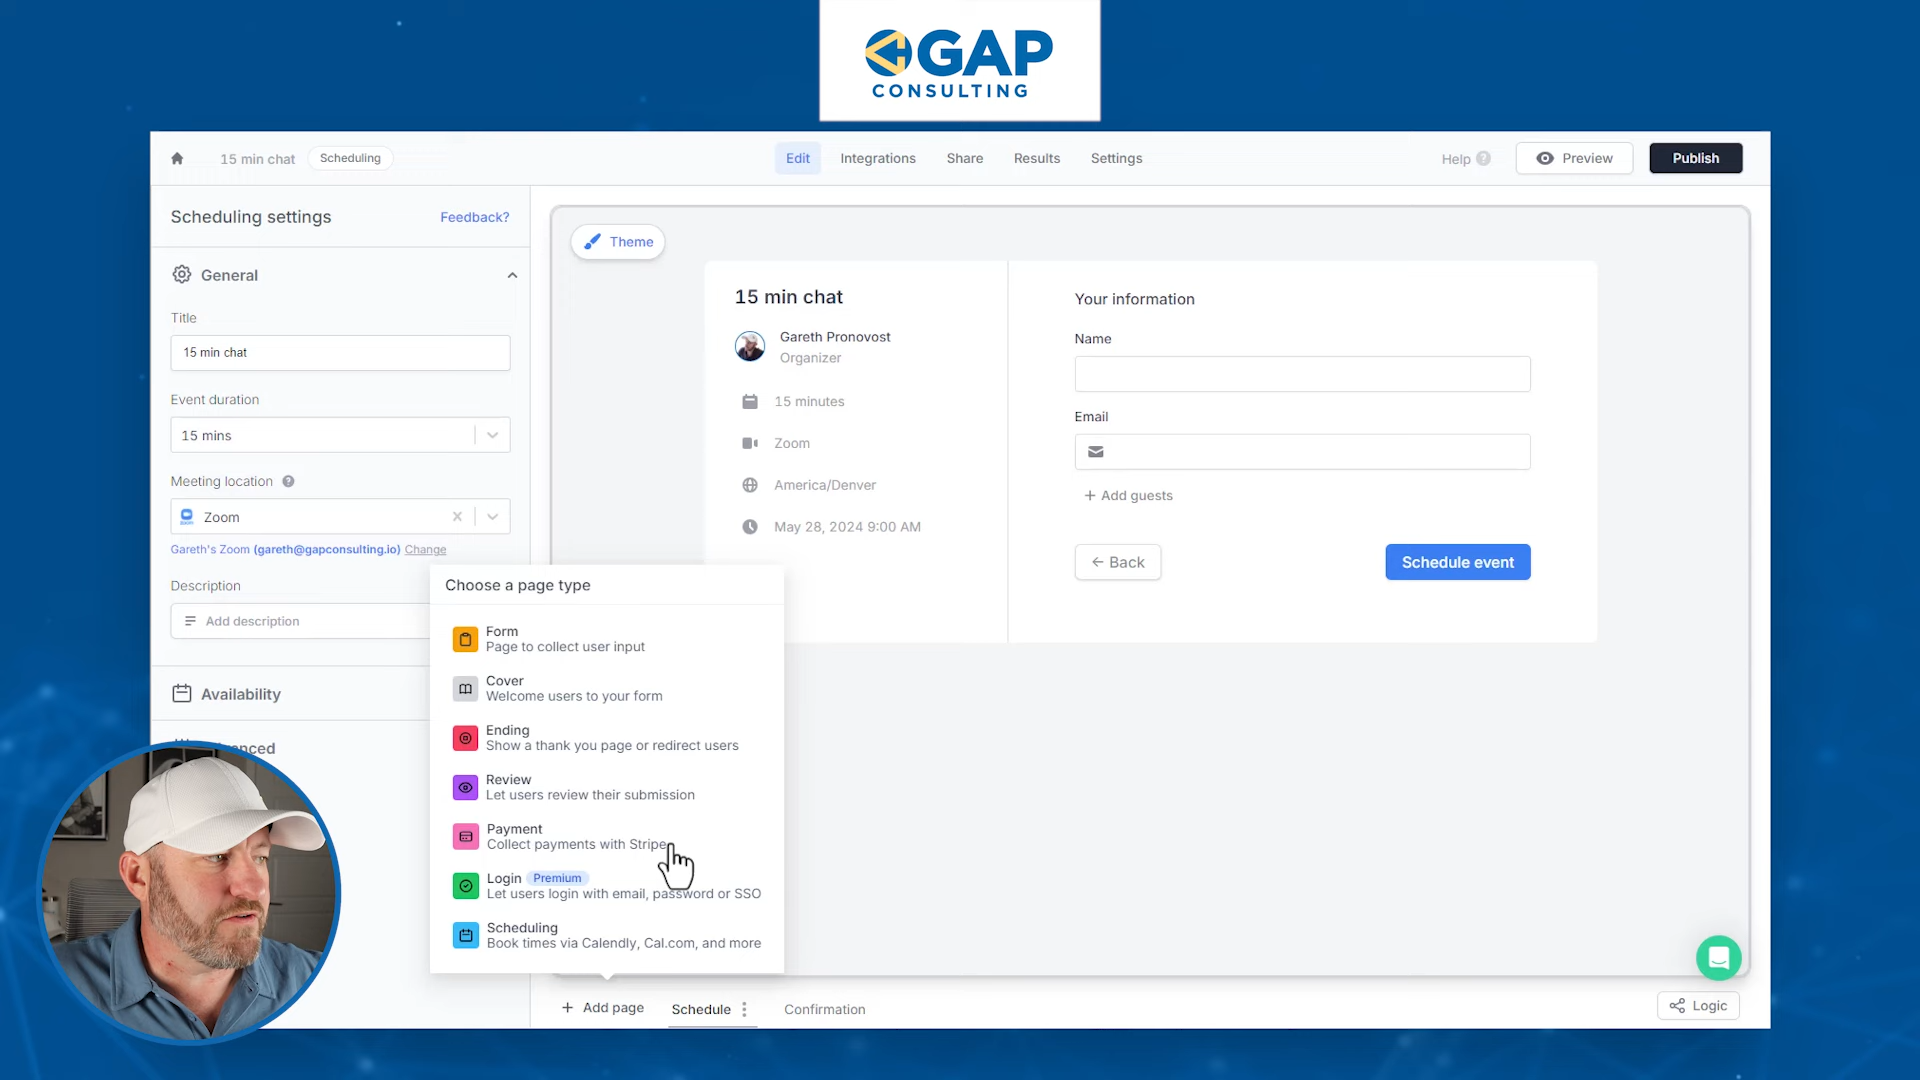 GAP
CONSULTING
15 min chat
Scheduling
Edit
Integrations
Share
Results
Settings
Help
Preview
Publish
Scheduling settings
Feedback?
General
Title
15 min chat
Event duration
15 mins
Meeting location
zoom
Zoom
Gareth's Zoom (gareth@gapconsulting.io) Change
Description
Add description
Availability
Theme
15 min chat
Gareth Pronovost
Organizer
15 minutes
Zoom
America/Denver
May 28, 2024 9:00 AM
Your information
Name
Email
+ Add guests
← Back
Schedule event
Choose a page type
Form
Page to collect user input
Cover
Welcome users to your form
Ending
Show a thank you page or redirect users
Review
Let users review their submission
Payment
Collect payments with Stripe
Login Premium
Let users login with email, password or SSO
Scheduling
Book times via Calendly, Cal.com, and more
+ Add page
Schedule
Confirmation
Logic